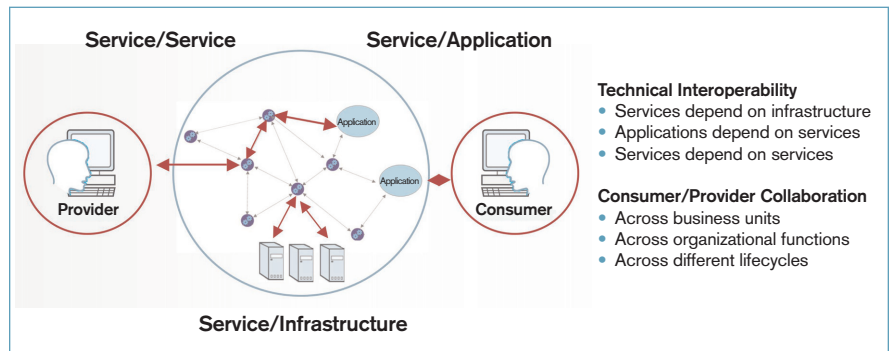 Service/Service
Service/Application
Application
Application
Provider
Consumer
Service/Infrastructure
Technical Interoperability
• Services depend on infrastructure
• Applications depend on services
• Services depend on services
Consumer/Provider Collaboration
• Across business units
• Across organizational functions
• Across different lifecycles